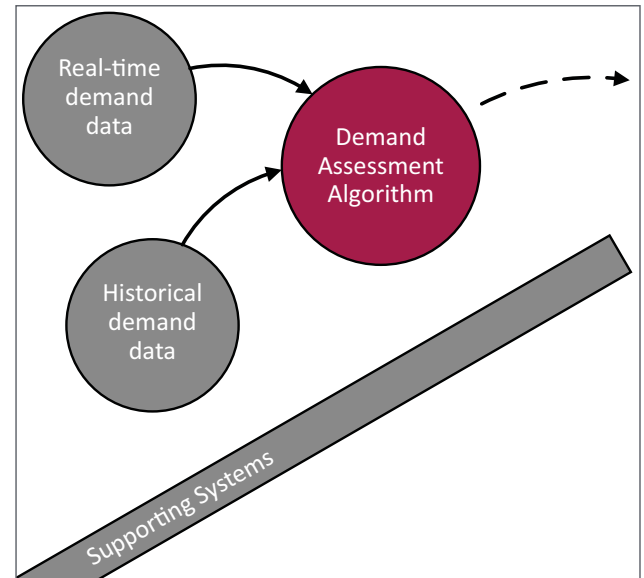 Real-time
demand
data
Demand
Assessment
Algorithm
Historical
demand
data
Supporting Systems